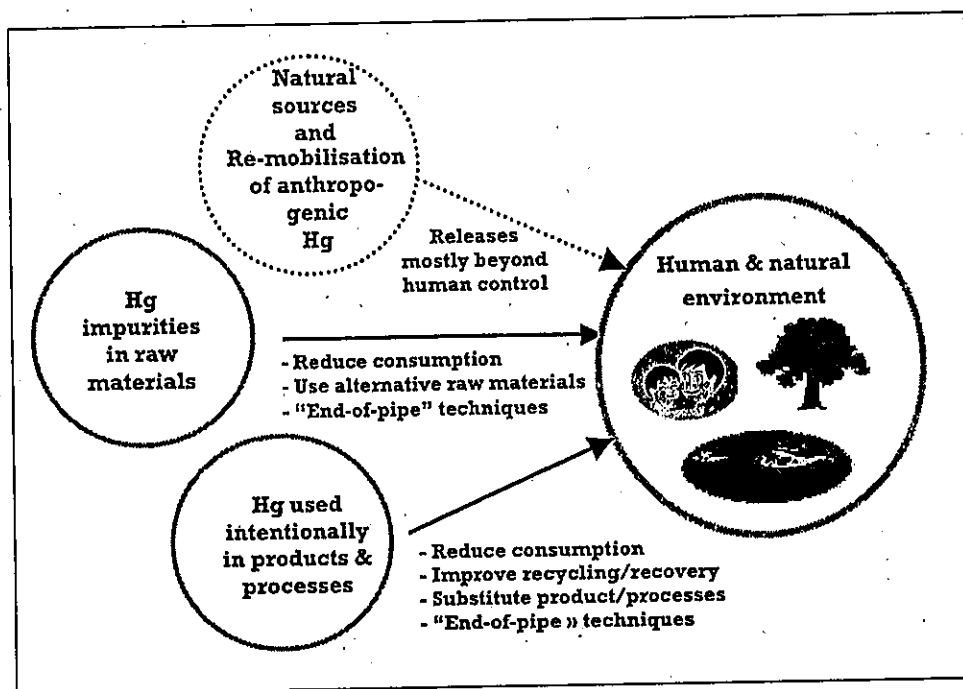 Natural
sources
and
Re-mobilisation
of anthropo-
genic
Hg
Releases
mostly beyond
human control
Human & natural
environment
Hg
impurities
in raw
materials
- Reduce consumption
- Use alternative raw materials
- “End-of-pipe” techniques
Hg used
intentionally
in products &
processes
- Reduce consumption
- Improve recycling/recovery
- Substitute product/processes
- “End-of-pipe » techniques